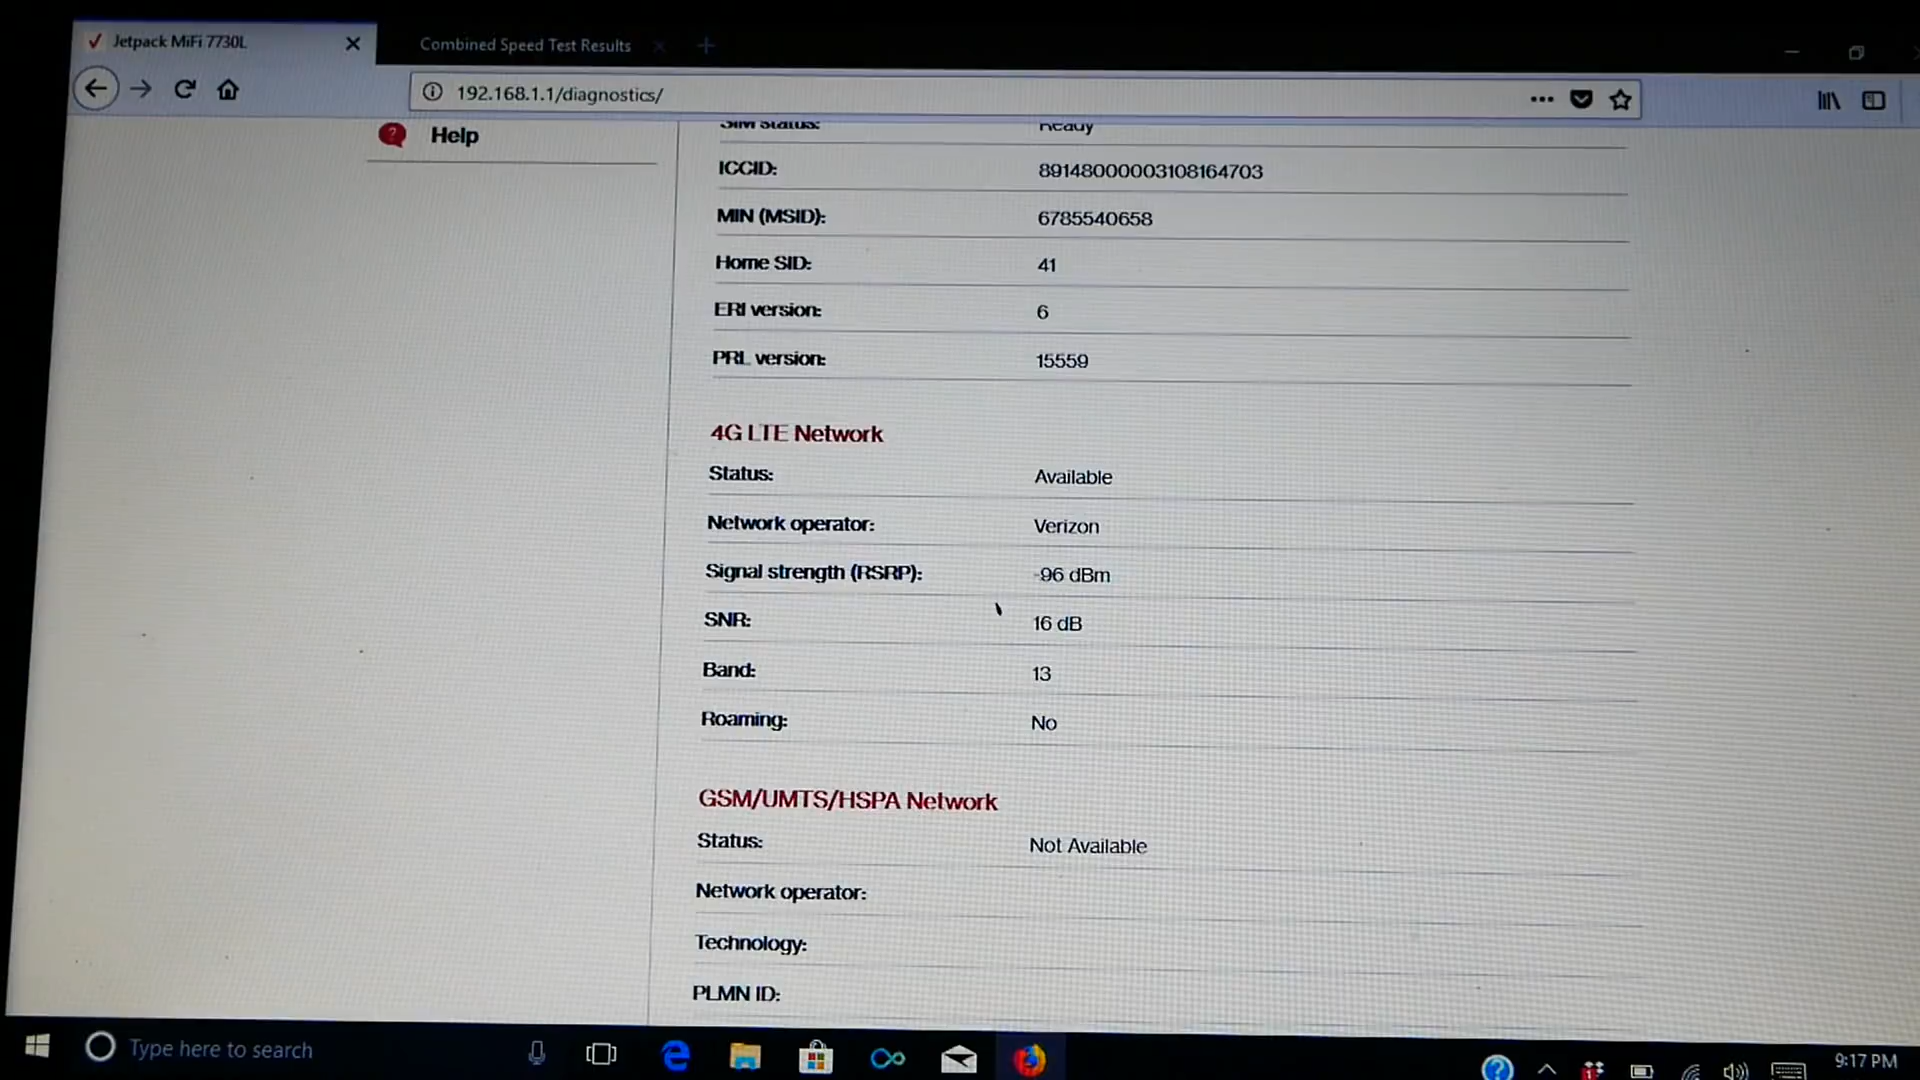 Jetpack MiFi 7730L
Combined Speed Test Results
192.168.1.1/diagnostics/
Help
SIM Status: Ready
ICCID: 89148000003108164703
MIN (MSID): 6785540658
Home SID: 41
ERI version: 6
PRL version: 15559
4G LTE Network
Status: Available
Network operator: Verizon
Signal strength (RSRP): -96 dBm
SNR: 16 dB
Band: 13
Roaming: No
GSM/UMTS/HSPA Network
Status: Not Available
Network operator:
Technology:
PLMN ID:
Type here to search
9:17 PM